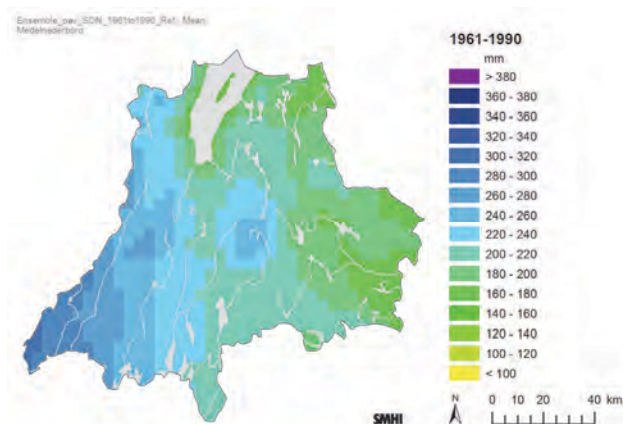 Ensemble_pav_SON_1961to1990_Ref: Mean
Medelnederbörd
1961-1990
mm
> 380
360 - 380
340 - 360
320 - 340
300 - 320
280 - 300
260 - 280
240 - 260
220 - 240
200 - 220
180 - 200
160 - 180
140 - 160
120 - 140
100 - 120
< 100
N
0 10 20 40 km
SMHI